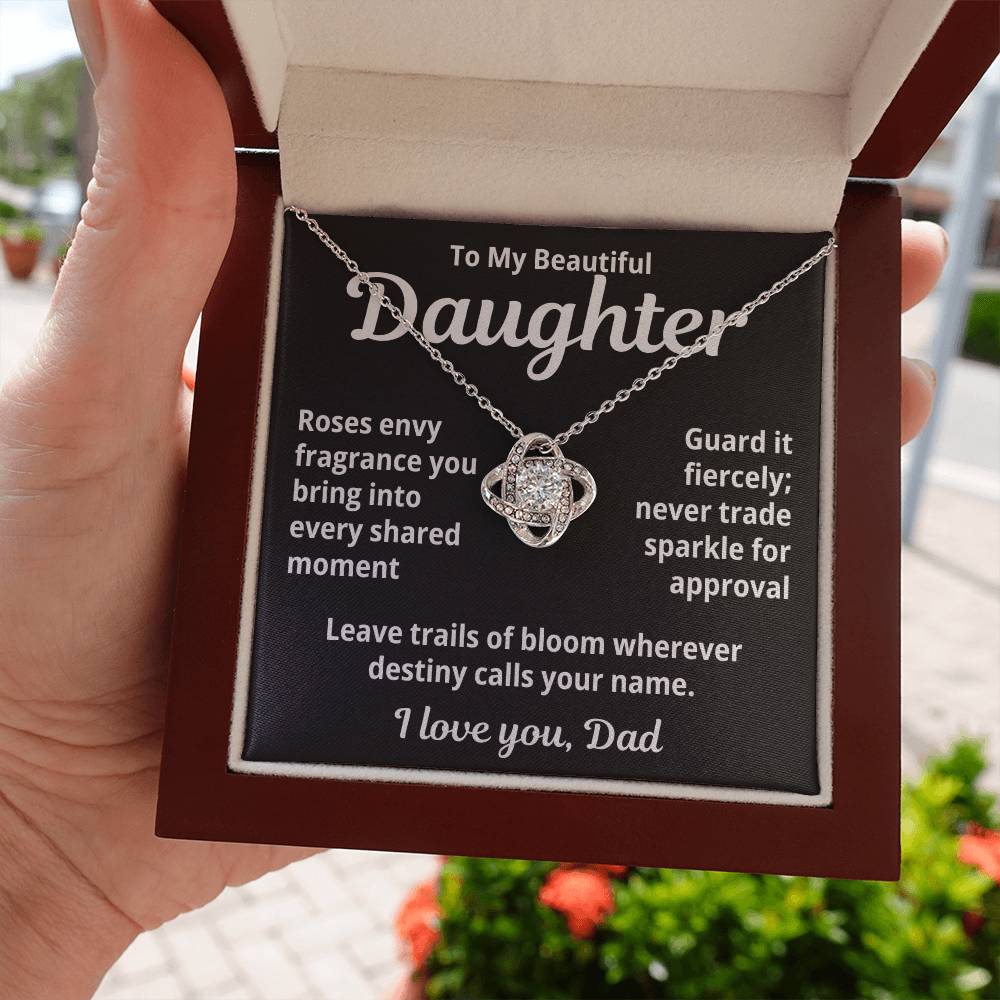 To My Beautiful
Daughter
Roses envy
fragrance you
bring into
every shared
moment
Guard it
fiercely;
never trade
sparkle for
approval
Leave trails of bloom wherever
destiny calls your name.
I love you, Dad